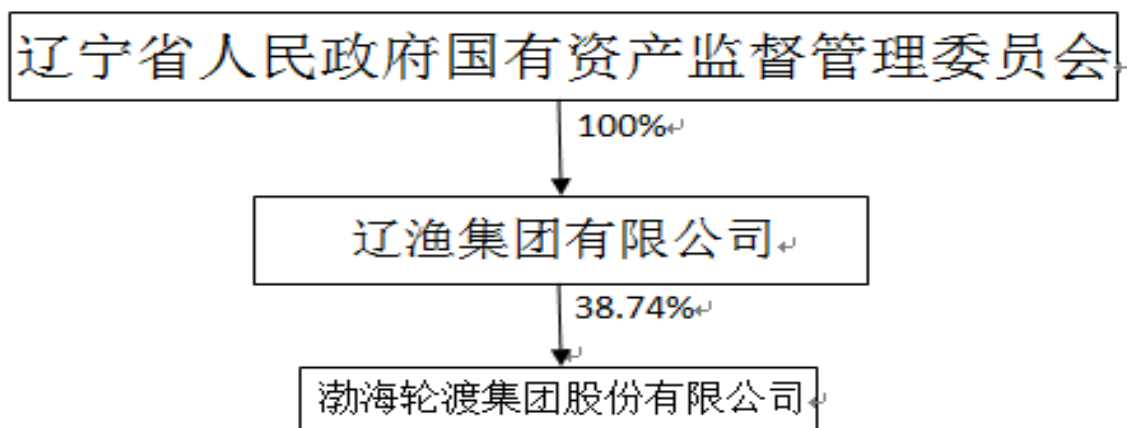 辽宁省人民政府国有资产监督管理委员会
100%
辽渔集团有限公司
38.74%
渤海轮渡集团股份有限公司